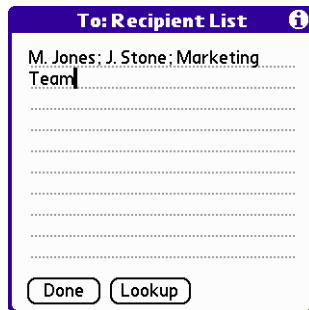 To: Recipient List
M. Jones; J. Stone; Marketing
Team
Done Lookup